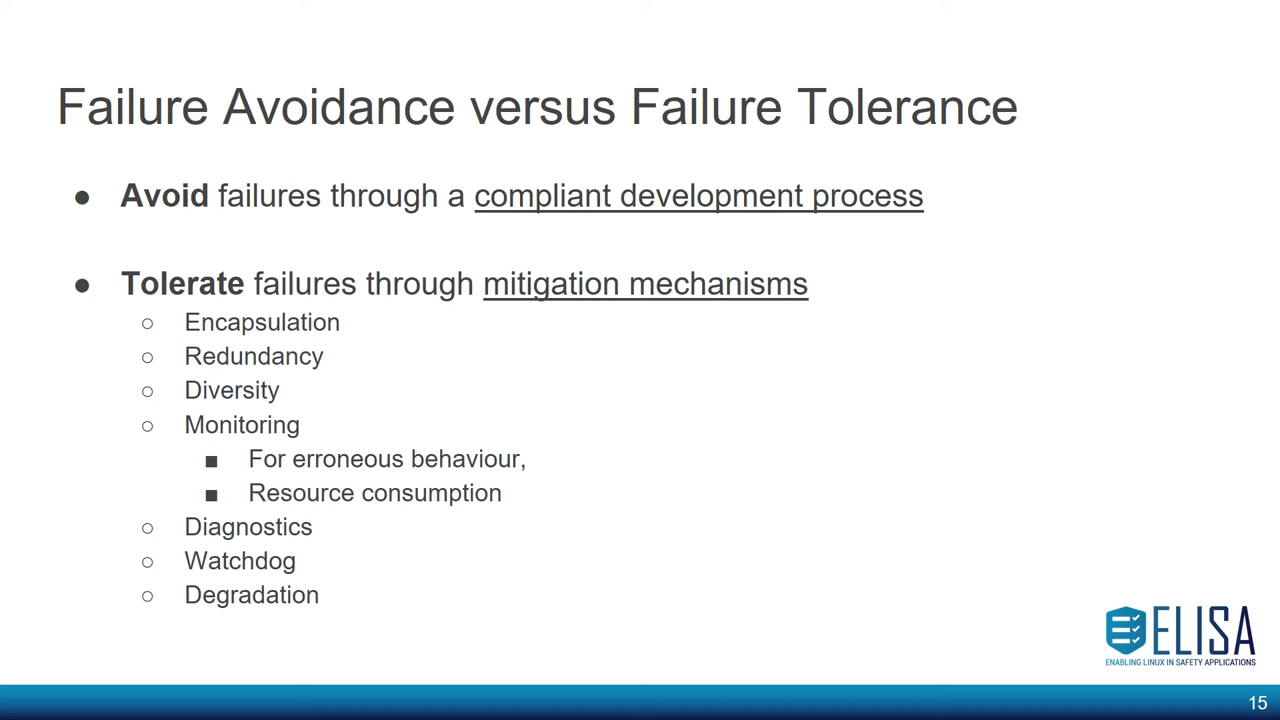 Failure Avoidance versus Failure Tolerance
● Avoid failures through a compliant development process
● Tolerate failures through mitigation mechanisms
○ Encapsulation
○ Redundancy
○ Diversity
○ Monitoring
■ For erroneous behaviour,
■ Resource consumption
○ Diagnostics
○ Watchdog
○ Degradation
ELISA
ENABLING LINUX IN SAFETY APPLICATIONS
15